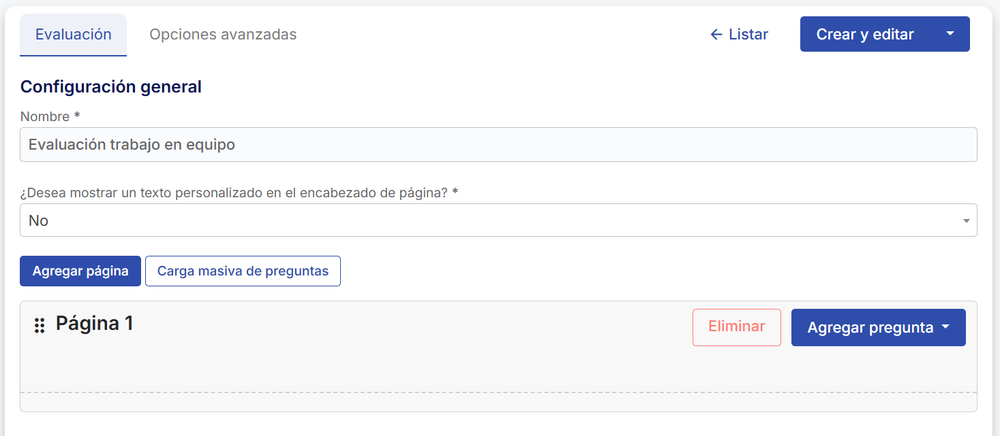 Evaluación
Opciones avanzadas
Listar
Crear y editar
Configuración general
Nombre *
Evaluación trabajo en equipo
¿Desea mostrar un texto personalizado en el encabezado de página? *
No
Agregar página
Carga masiva de preguntas
Página 1
Eliminar
Agregar pregunta